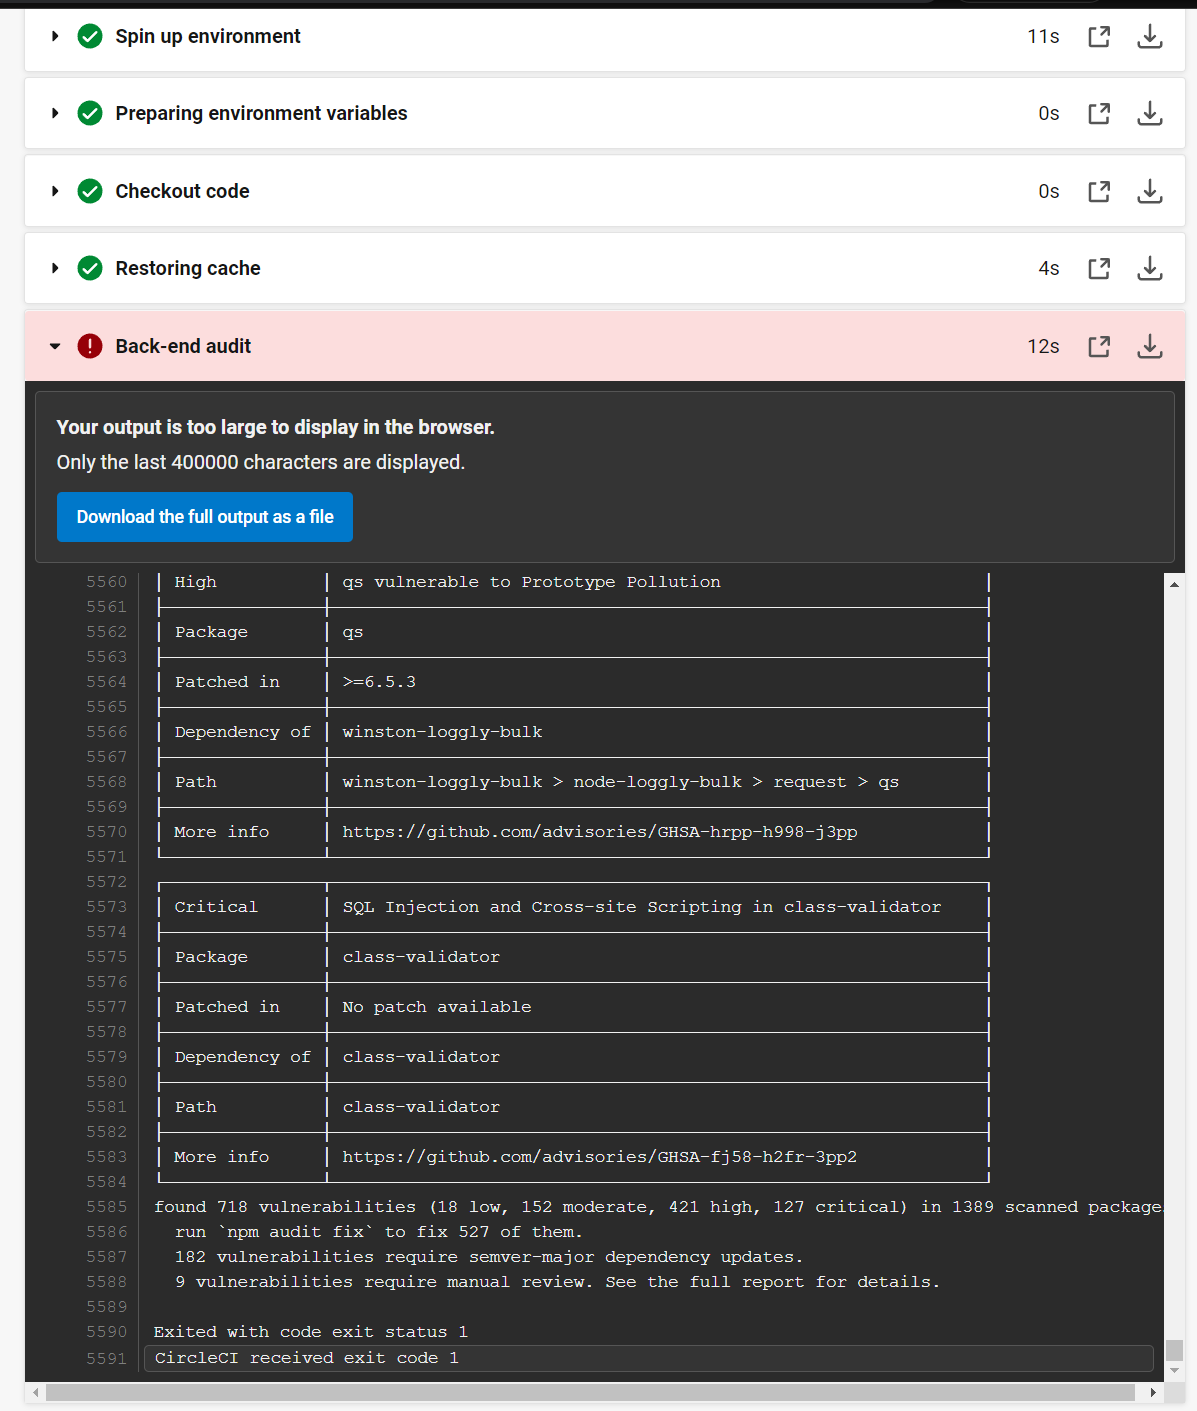 Spin up environment 11s
Preparing environment variables 0s
Checkout code 0s
Restoring cache 4s
Back-end audit 12s
Your output is too large to display in the browser.
Only the last 400000 characters are displayed.
Download the full output as a file
5560 | High | qs vulnerable to Prototype Pollution |
5561
5562 | Package | qs |
5563
5564 | Patched in | >=6.5.3 |
5565
5566 | Dependency of | winston-loggly-bulk |
5567
5568 | Path | winston-loggly-bulk > node-loggly-bulk > request > qs |
5569
5570 | More info | https://github.com/advisories/GHSA-hrpp-h998-j3pp |
5571
5572
5573 | Critical | SQL Injection and Cross-site Scripting in class-validator |
5574
5575 | Package | class-validator |
5576
5577 | Patched in | No patch available |
5578
5579 | Dependency of | class-validator |
5580
5581 | Path | class-validator |
5582
5583 | More info | https://github.com/advisories/GHSA-fj58-h2fr-3pp2 |
5584
5585 found 718 vulnerabilities (18 low, 152 moderate, 421 high, 127 critical) in 1389 scanned package
5586 run `npm audit fix` to fix 527 of them.
5587 182 vulnerabilities require semver-major dependency updates.
5588 9 vulnerabilities require manual review. See the full report for details.
5589
5590 Exited with code exit status 1
5591 CircleCI received exit code 1